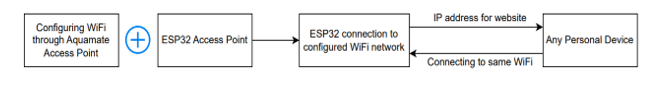 Configuring WiFi
through Aquamate
Access Point
ESP32 Access Point
ESP32 connection to
configured WiFi network
IP address for website
Connecting to same WiFi
Any Personal Device